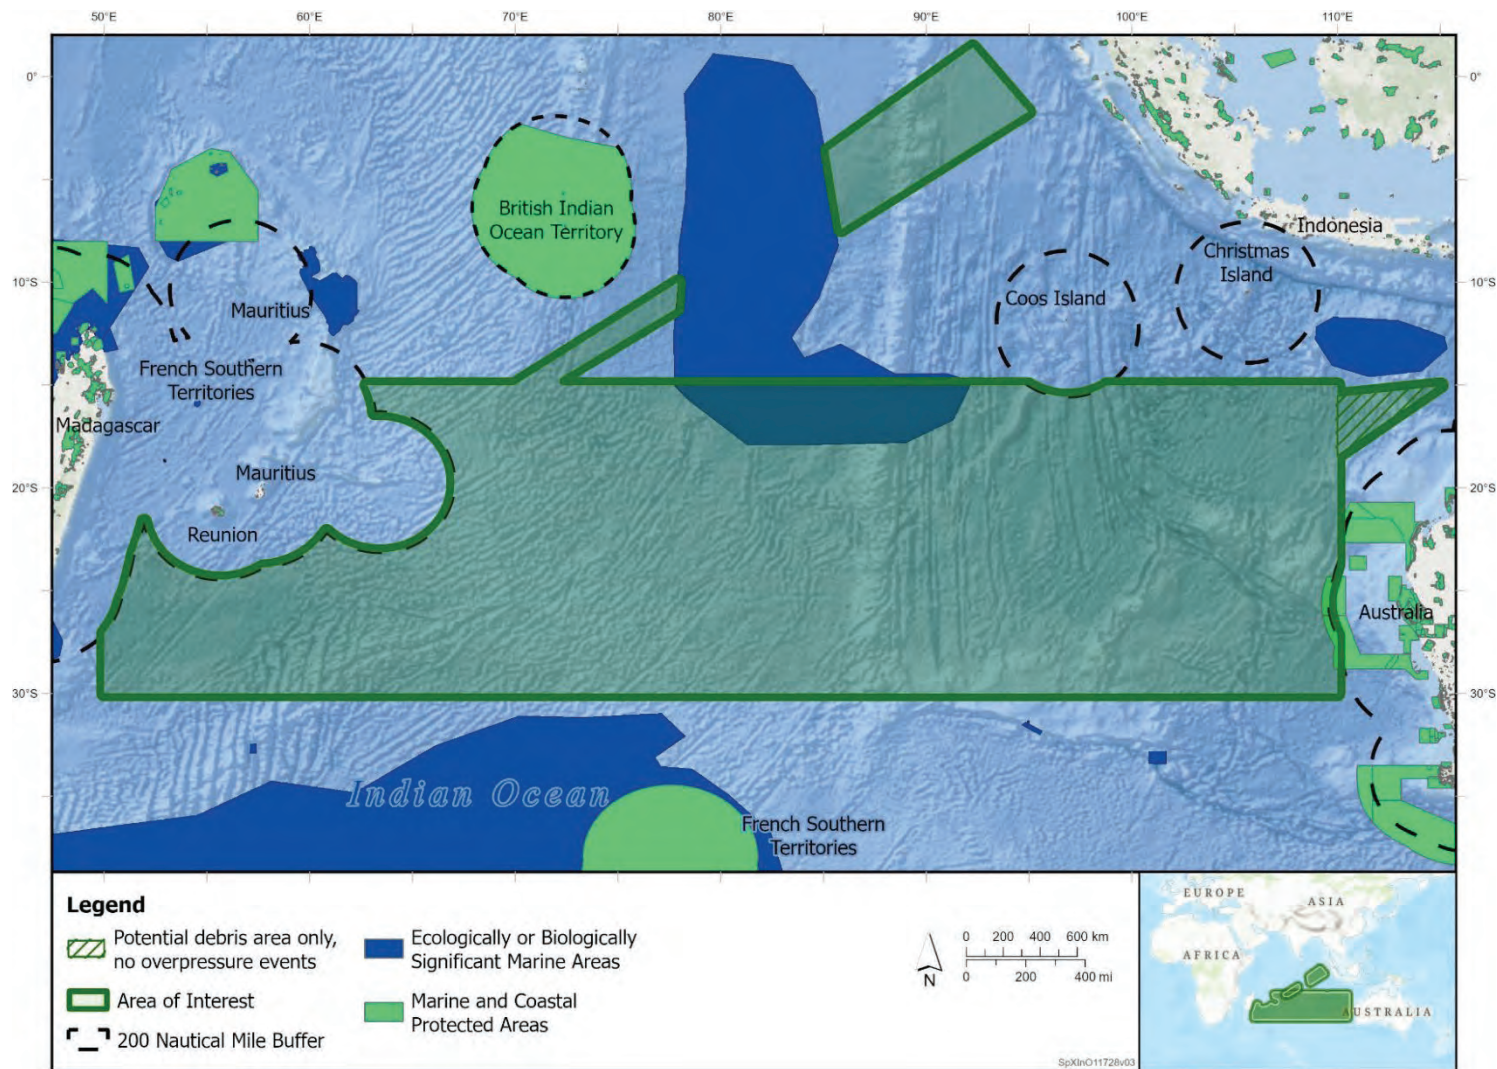 50°E 60°E 70°E 80°E 90°E 100°E 110°E
0° 0°
British Indian
Ocean Territory
Indonesia
Christmas
Island
10°S 10°S
Coos Island
Mauritius
French Southern
Territories
Madagascar
Mauritius
20°S 20°S
Reunion
Australia
30°S 30°S
Indian Ocean
French Southern
Territories
Legend
Potential debris area only,
no overpressure events
Area of Interest
200 Nautical Mile Buffer
Ecologically or Biologically
Significant Marine Areas
Marine and Coastal
Protected Areas
N
0 200 400 600 km
0 200 400 mi
EUROPE
ASIA
AFRICA
AUSTRALIA
SpXInO11728v03